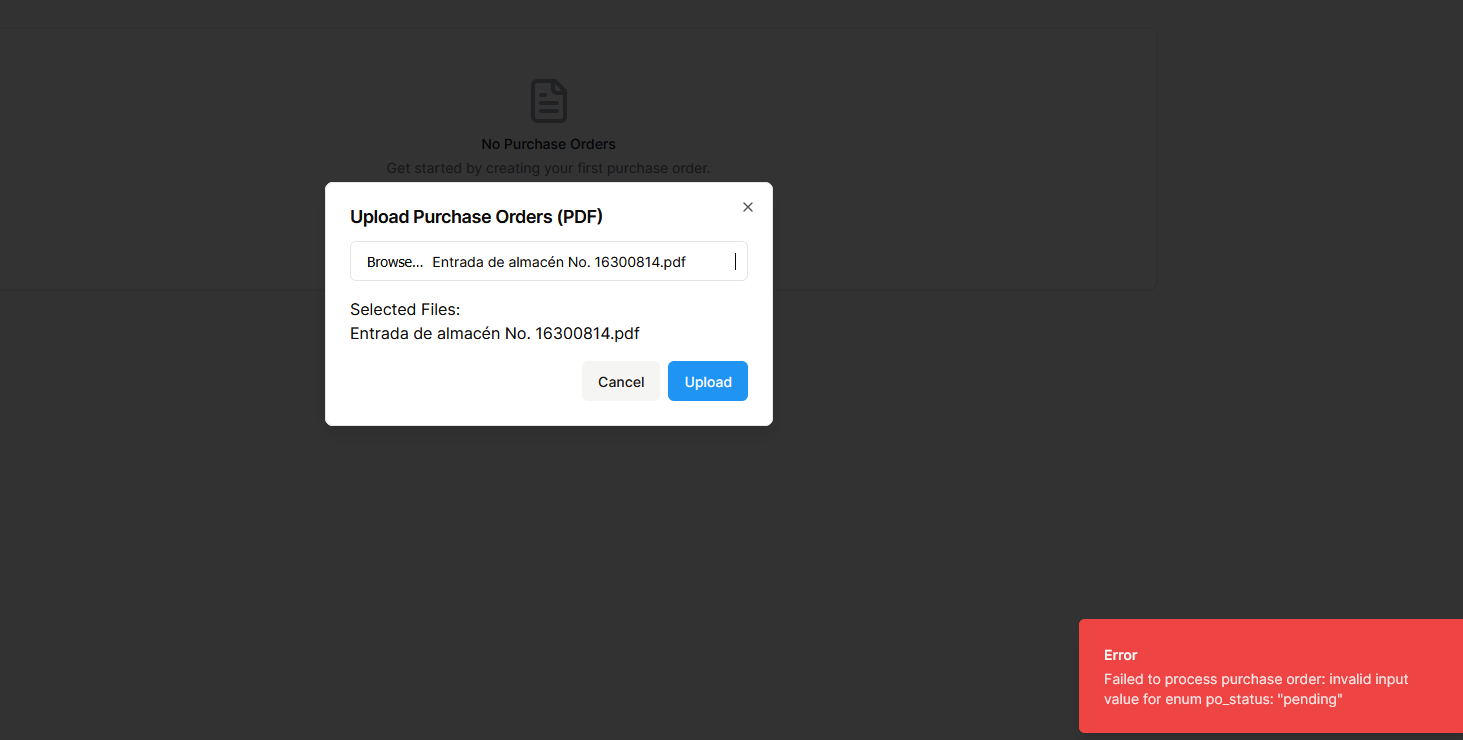 No Purchase Orders
Get started by creating your first purchase order.
Upload Purchase Orders (PDF)
Browse... Entrada de almacén No. 16300814.pdf
Selected Files:
Entrada de almacén No. 16300814.pdf
Cancel Upload
Error
Failed to process purchase order: invalid input
value for enum po_status: "pending"